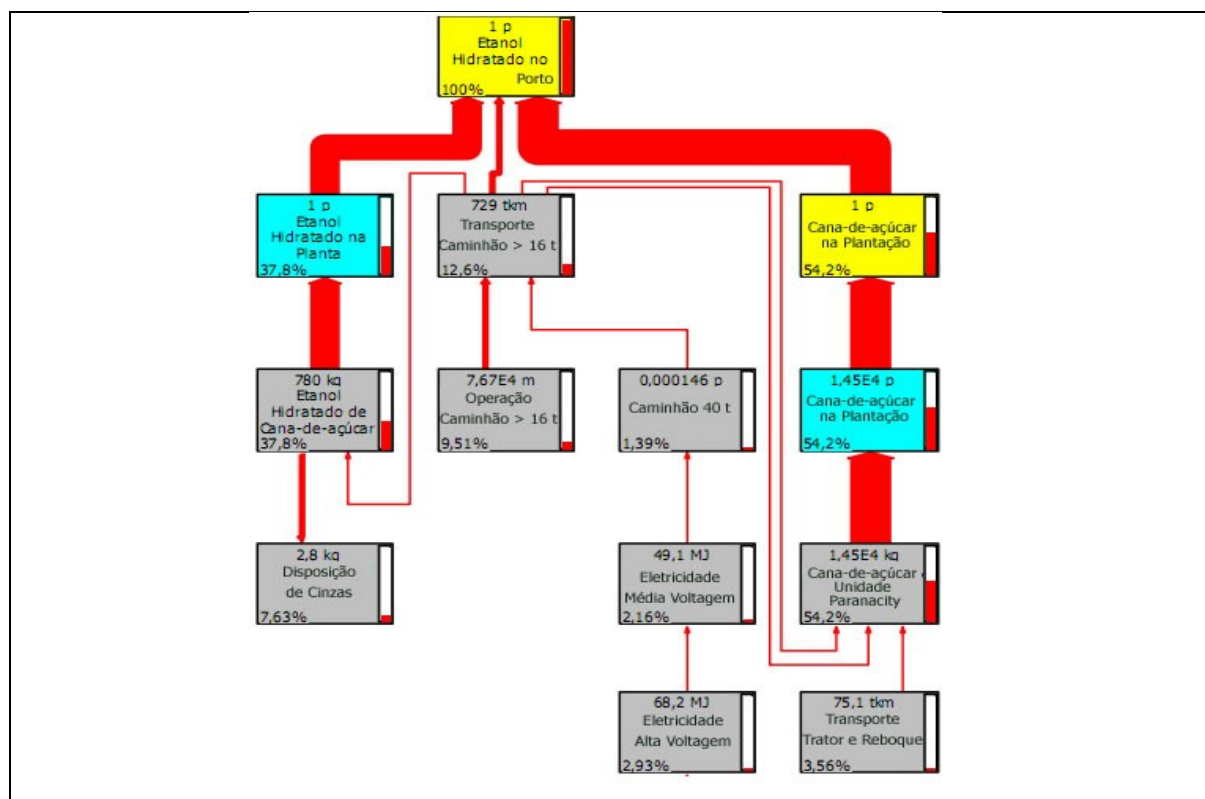 1 p
Etanol
Hidratado no
Porto
100%
1 p
Etanol
Hidratado na
Planta
37,8%
729 tkm
Transporte
Caminhão > 16 t
12,6%
1 p
Cana-de-açúcar
na Plantação
54,2%
780 kg
Etanol
Hidratado de
Cana-de-açúcar
37,8%
7,67E4 m
Operação
Caminhão > 16 t
9,51%
0,000146 p
Caminhão 40 t
1,39%
1,45E4 p
Cana-de-açúcar
na Plantação
54,2%
2,8 kg
Disposição
de Cinzas
7,63%
49,1 MJ
Eletricidade
Média Voltagem
2,16%
1,45E4 kg
Cana-de-açúcar
Unidade
Paranacity
54,2%
68,2 MJ
Eletricidade
Alta Voltagem
2,93%
75,1 tkm
Transporte
Trator e Reboque
3,56%